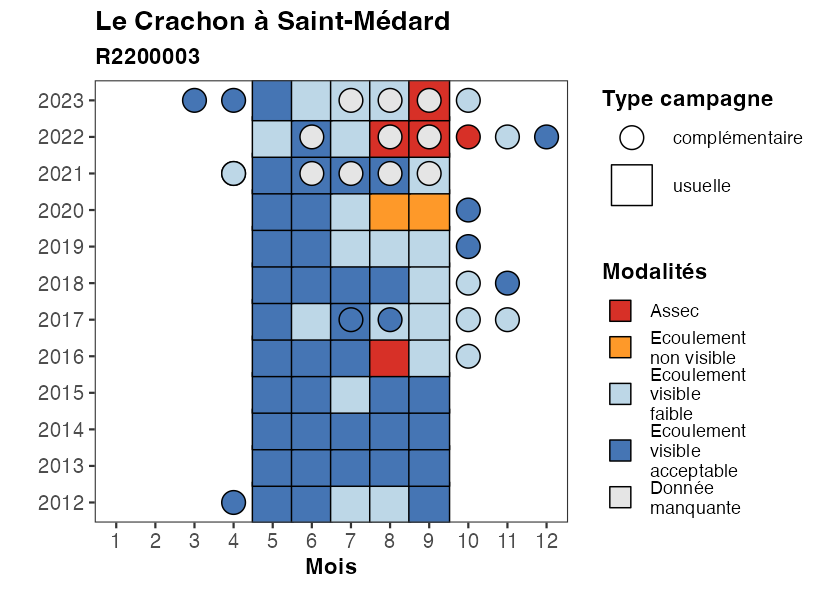 Le Crachon à Saint-Médard
R2200003
2023
2022
2021
2020
2019
2018
2017
2016
2015
2014
2013
2012
1 2 3 4 5 6 7 8 9 10 11 12
Mois
Type campagne
complémentaire
usuelle
Modalités
Assec
Ecoulement
non visible
Ecoulement
visible
faible
Ecoulement
visible
acceptable
Donnée
manquante